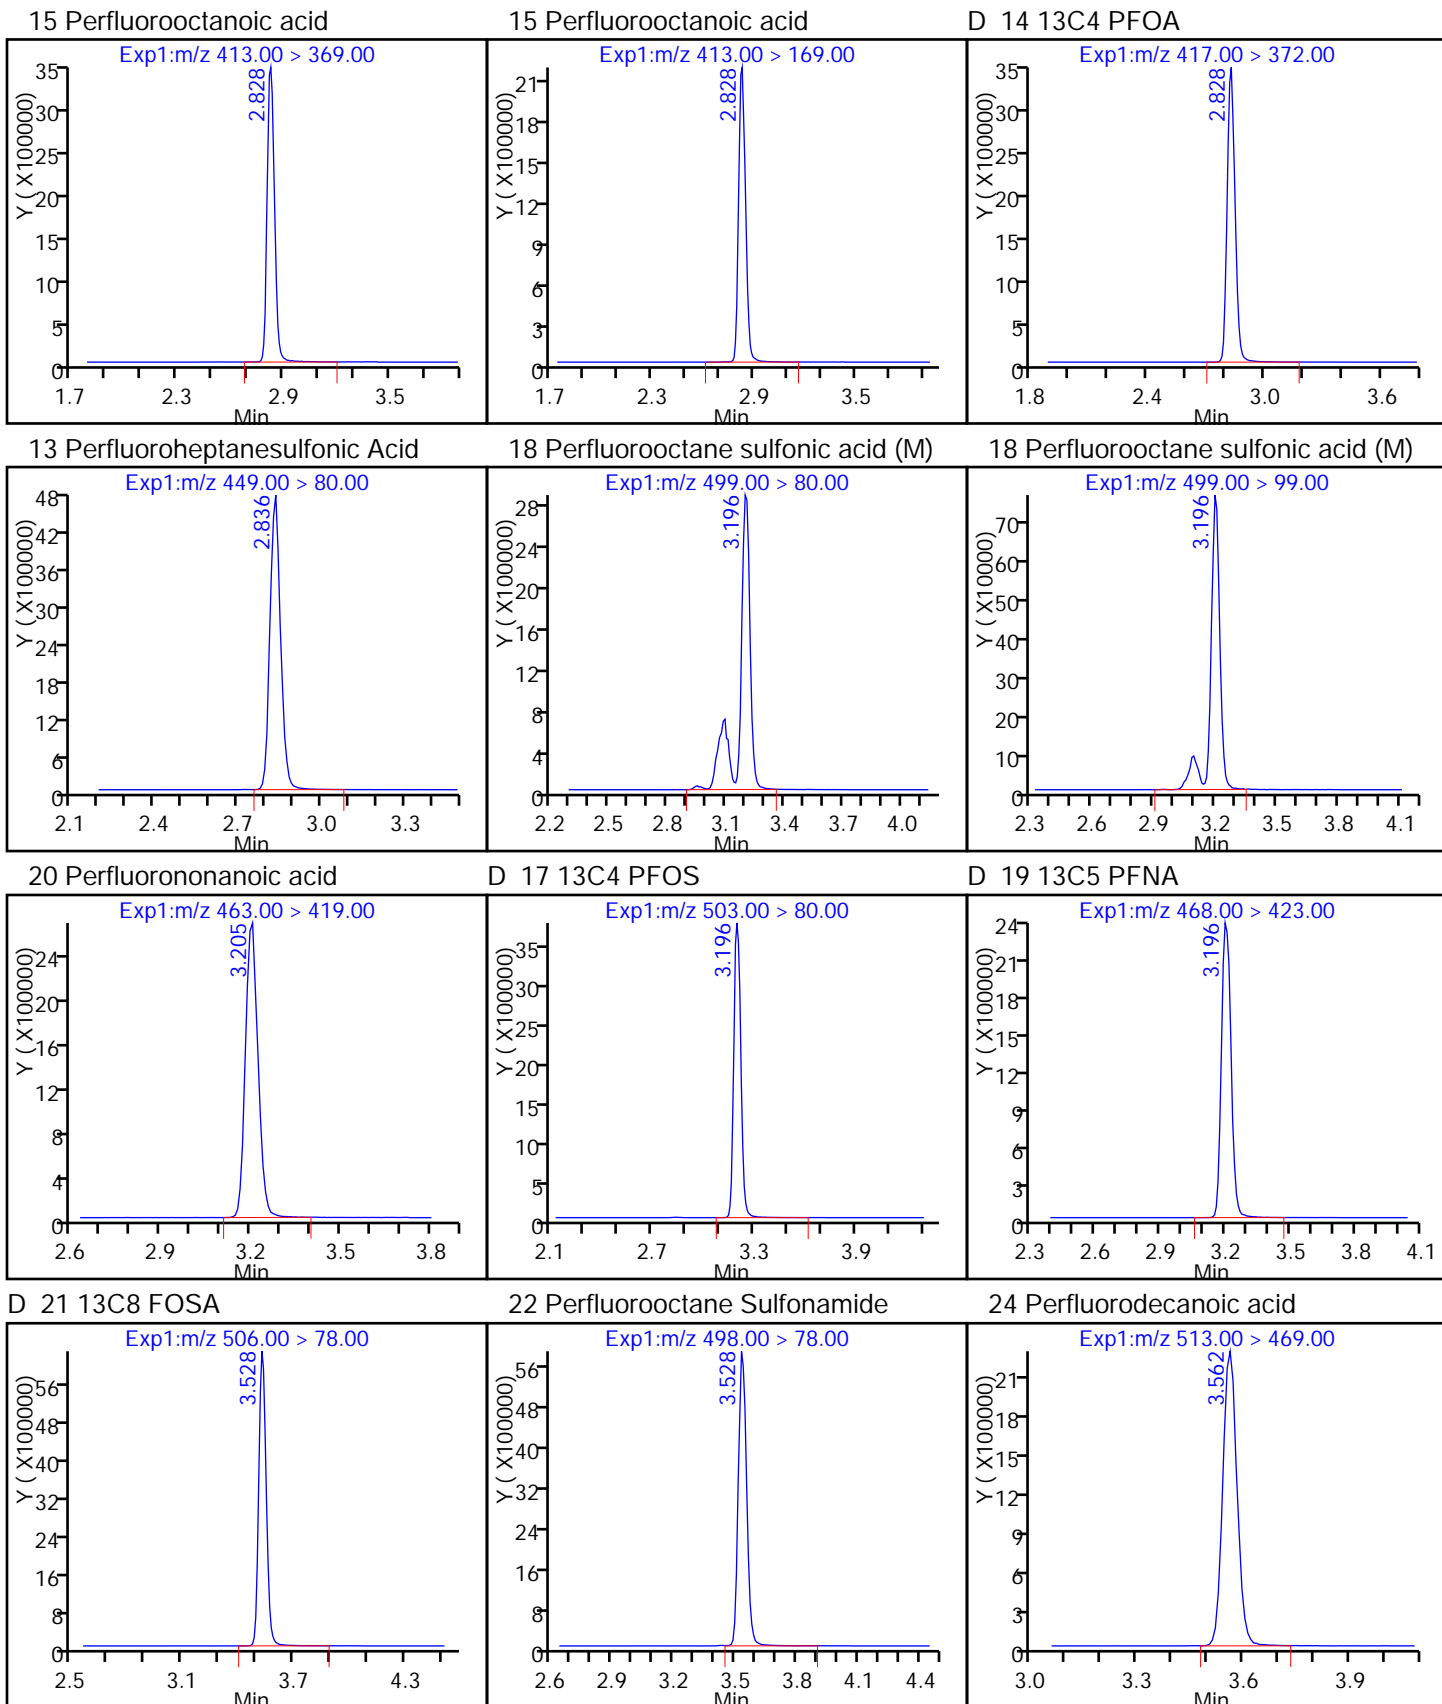 15 Perfluorooctanoic acid
Exp1:m/z 413.00 > 369.00
Y ( X100000)
35
30
25
20
15
10
5
0
2.828
1.7 2.3 2.9 3.5
Min
15 Perfluorooctanoic acid
Exp1:m/z 413.00 > 169.00
Y ( X100000)
21
18
15
12
9
6
3
0
2.828
1.7 2.3 2.9 3.5
Min
D 14 13C4 PFOA
Exp1:m/z 417.00 > 372.00
Y ( X100000)
35
30
25
20
15
10
5
0
2.828
1.8 2.4 3.0 3.6
Min
13 Perfluoroheptanesulfonic Acid
Exp1:m/z 449.00 > 80.00
Y ( X100000)
48
42
36
30
24
18
12
6
0
2.836
2.1 2.4 2.7 3.0 3.3
Min
18 Perfluorooctane sulfonic acid (M)
Exp1:m/z 499.00 > 80.00
Y ( X100000)
28
24
20
16
12
8
4
0
3.196
2.2 2.5 2.8 3.1 3.4 3.7 4.0
Min
18 Perfluorooctane sulfonic acid (M)
Exp1:m/z 499.00 > 99.00
Y ( X10000)
70
60
50
40
30
20
10
0
3.196
2.3 2.6 2.9 3.2 3.5 3.8 4.1
Min
20 Perfluorononanoic acid
Exp1:m/z 463.00 > 419.00
Y ( X100000)
24
20
16
12
8
4
0
3.205
2.6 2.9 3.2 3.5 3.8
Min
D 17 13C4 PFOS
Exp1:m/z 503.00 > 80.00
Y ( X100000)
35
30
25
20
15
10
5
0
3.196
2.1 2.7 3.3 3.9
Min
D 19 13C5 PFNA
Exp1:m/z 468.00 > 423.00
Y ( X100000)
24
21
18
15
12
9
6
3
0
3.196
2.3 2.6 2.9 3.2 3.5 3.8 4.1
Min
D 21 13C8 FOSA
Exp1:m/z 506.00 > 78.00
Y ( X100000)
56
48
40
32
24
16
8
0
3.528
2.5 3.1 3.7 4.3
Min
22 Perfluorooctane Sulfonamide
Exp1:m/z 498.00 > 78.00
Y ( X100000)
56
48
40
32
24
16
8
0
3.528
2.6 2.9 3.2 3.5 3.8 4.1 4.4
Min
24 Perfluorodecanoic acid
Exp1:m/z 513.00 > 469.00
Y ( X100000)
21
18
15
12
9
6
3
0
3.562
3.0 3.3 3.6 3.9
Min